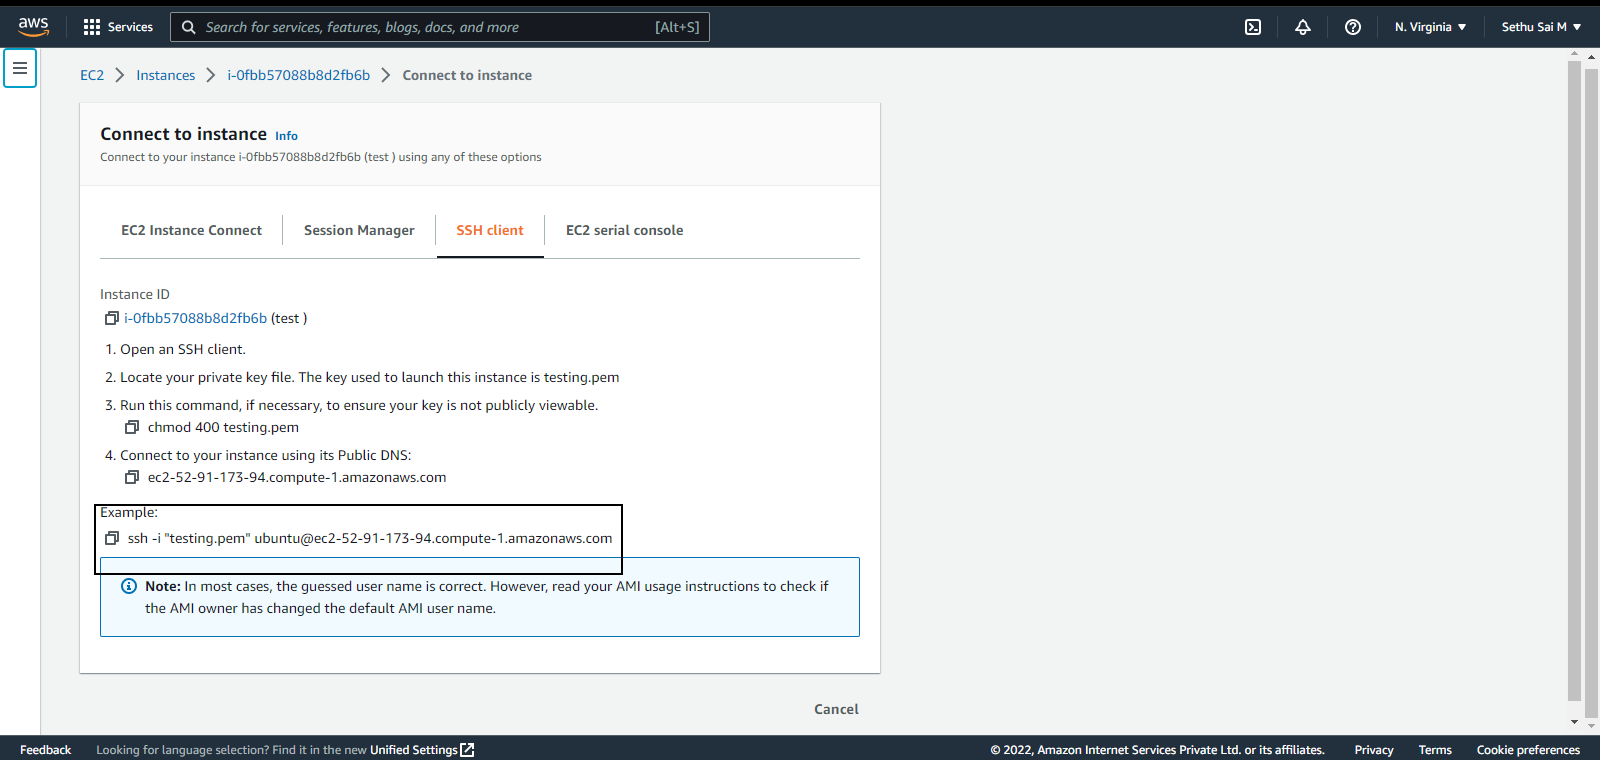 aws Services Search for services, features, blogs, docs, and more [Alt+S] N. Virginia Sethu Sai M
EC2 Instances i-0fbb57088b8d2fb6b Connect to instance
Connect to instance Info
Connect to your instance i-0fbb57088b8d2fb6b (test ) using any of these options
EC2 Instance Connect Session Manager SSH client EC2 serial console
Instance ID
i-0fbb57088b8d2fb6b (test )
1. Open an SSH client.
2. Locate your private key file. The key used to launch this instance is testing.pem
3. Run this command, if necessary, to ensure your key is not publicly viewable.
chmod 400 testing.pem
4. Connect to your instance using its Public DNS:
ec2-52-91-173-94.compute-1.amazonaws.com
Example:
ssh -i "testing.pem" ubuntu@ec2-52-91-173-94.compute-1.amazonaws.com
Note: In most cases, the guessed user name is correct. However, read your AMI usage instructions to check if
the AMI owner has changed the default AMI user name.
Cancel
Feedback Looking for language selection? Find it in the new Unified Settings © 2022, Amazon Internet Services Private Ltd. or its affiliates. Privacy Terms Cookie preferences